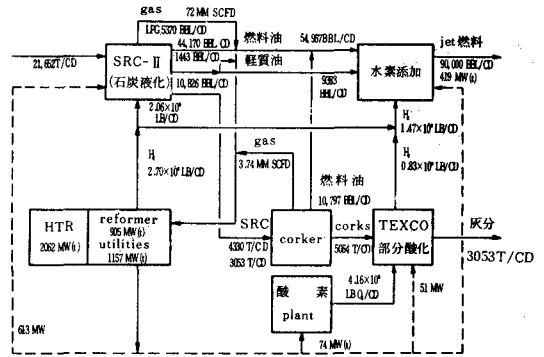 gas
72 MM SCFD
LPG 5370 BBL/CD
44,170 BBL/CD
燃料油
54,967BBL/CD
jet燃料
21,652T/CD
SRC-Ⅱ
(石炭液化)
1443 BBL/CD
軽質油
10,826 BBL/CD
9383
BBL/CD
水素添加
90,000 BBL/CD
419 MW(t)
2.06×10⁶
LB/CD
H₂
1.47×10⁶ LB/CD
H₂
2.70×10⁶ LB/CD
gas
3.74 MM SCFD
H₂
0.83×10⁶ LB/CD
燃料油
10,797 BBL/CD
HTR
2062 MW(t)
reformer
905 MW(t)
utilities
1157 MW(t)
SRC
4330 T/CD
3053 T/CD
corker
corks
5064 T/CD
TEXCO
部分酸化
灰分
3053T/CD
酸素
plant
4.16×10⁶
LB O₂/CD
51 MW
613 MW
74 MW(t)